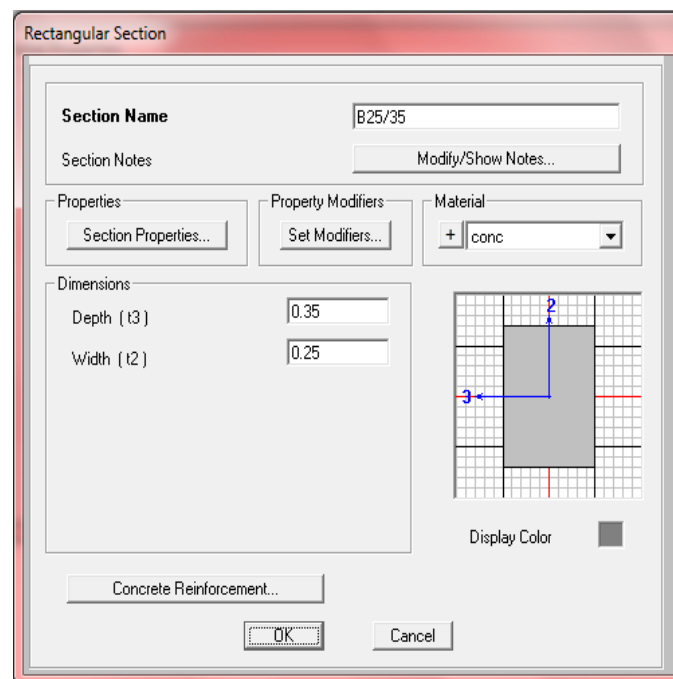 Rectangular Section
Section Name B25/35
Section Notes Modify/Show Notes...
Properties Property Modifiers Material
Section Properties... Set Modifiers... + conc
Dimensions
Depth ( t3 ) 0.35
Width ( t2 ) 0.25
2
3
Display Color
Concrete Reinforcement...
OK Cancel